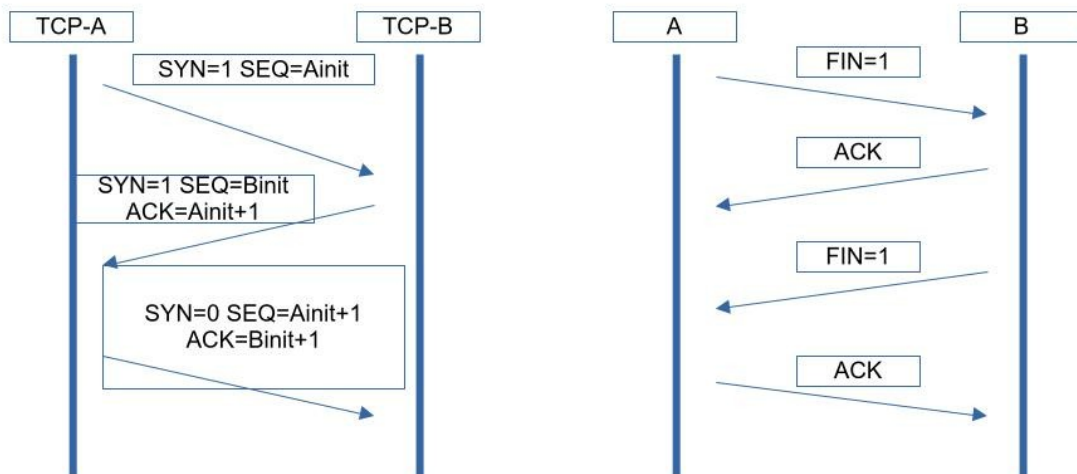 TCP-A
TCP-B
SYN=1 SEQ=Ainit
SYN=1 SEQ=Binit
ACK=Ainit+1
SYN=0 SEQ=Ainit+1
ACK=Binit+1
A
B
FIN=1
ACK
FIN=1
ACK